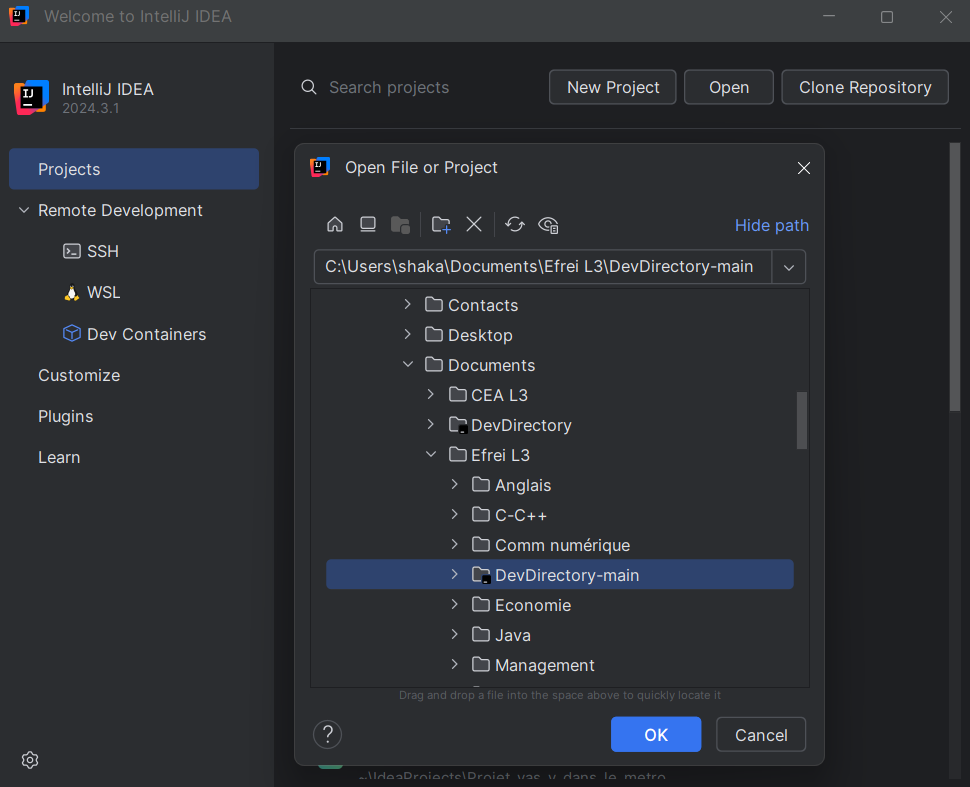 Welcome to IntelliJ IDEA
IntelliJ IDEA
2024.3.1
Search projects
New Project
Open
Clone Repository
Projects
Remote Development
SSH
WSL
Dev Containers
Customize
Plugins
Learn
Open File or Project
Hide path
C:\Users\shaka\Documents\Efrei L3\DevDirectory-main
Contacts
Desktop
Documents
CEA L3
DevDirectory
Efrei L3
Anglais
C-C++
Comm numérique
DevDirectory-main
Economie
Java
Management
Drag and drop a file into the space above to quickly locate it
?
OK
Cancel
~\IdeaProjects\Projet_vas_y_dans_le_metro